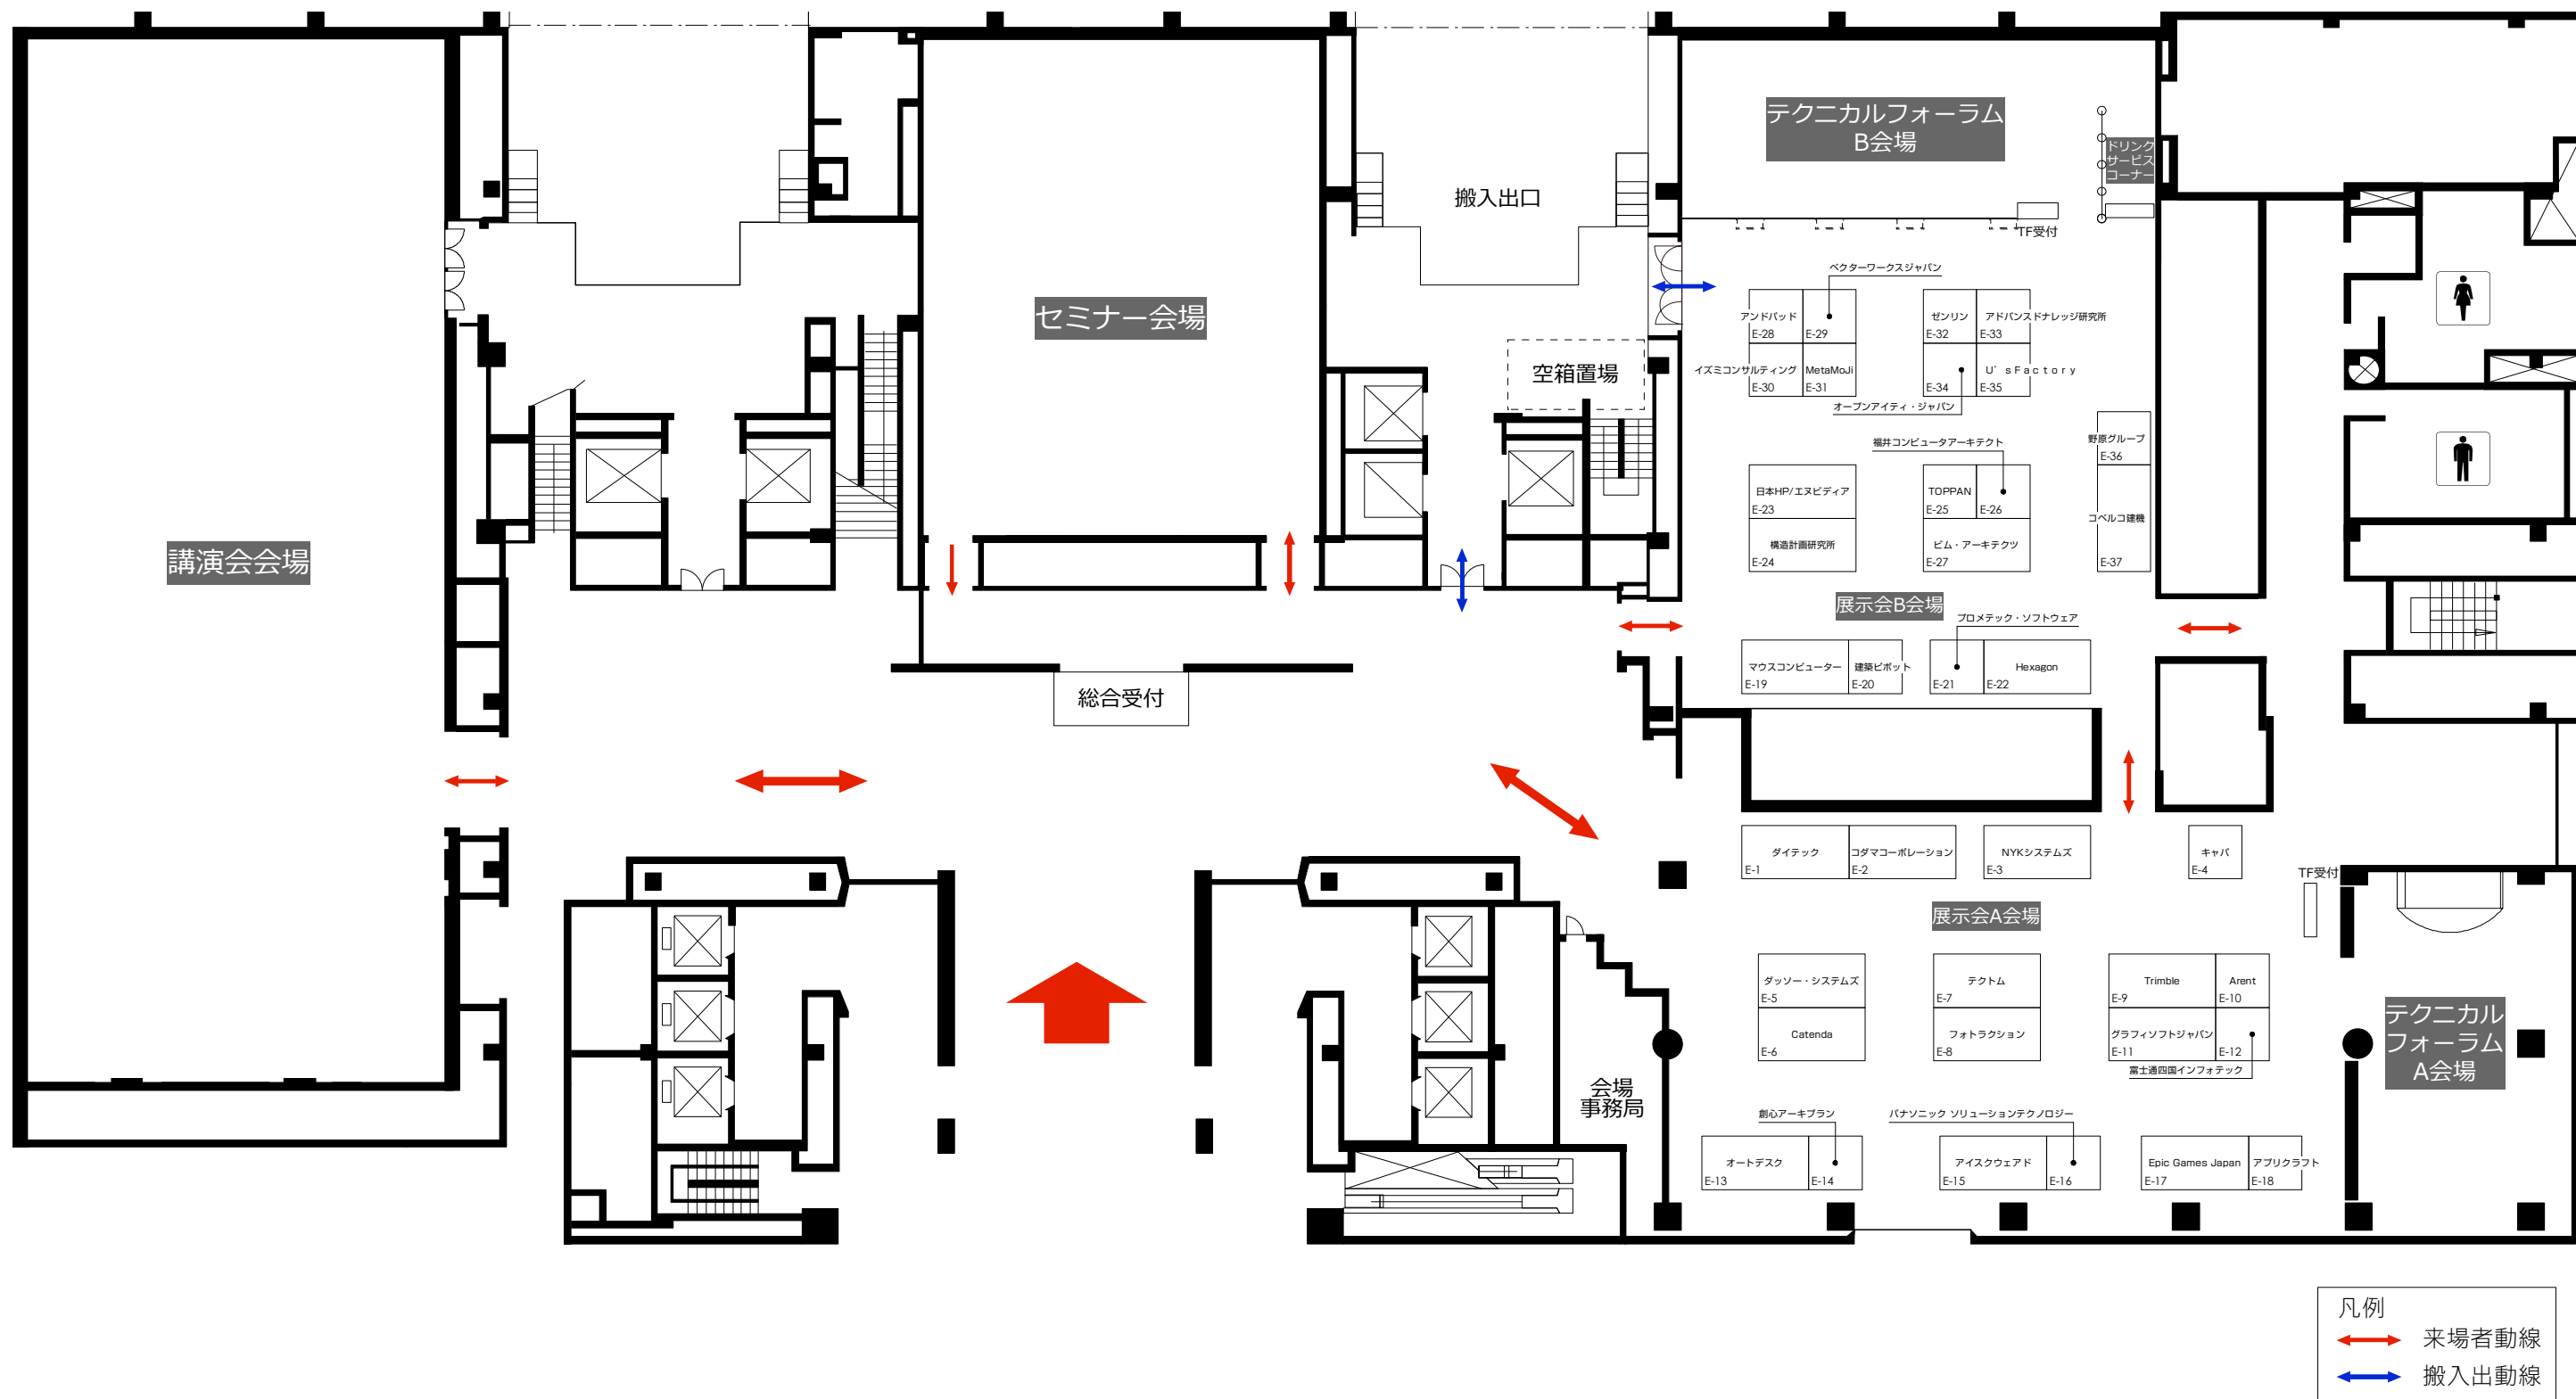 テクニカルフォーラム
B会場
ドリンク
サービス
コーナー
搬入出口
TF受付
ベクターワークスジャパン
セミナー会場
アンドパッド
E-28
E-29
ゼンリン
E-32
アドバンスドナレッジ研究所
E-33
空箱置場
イズミコンサルティング
E-30
MetaMoJi
E-31
E-34
U'sFactory
E-35
オープンアイティ・ジャパン
福井コンピュータアーキテクト
野原グループ
E-36
日本HP/エヌビディア
E-23
TOPPAN
E-25
E-26
コベルコ建機
E-37
講演会会場
構造計画研究所
E-24
ビム・アーキテクツ
E-27
展示会B会場
プロメテック・ソフトウェア
マウスコンピューター
E-19
建築ピボット
E-20
E-21
Hexagon
E-22
総合受付
ダイテック
E-1
コダマコーポレーション
E-2
NYKシステムズ
E-3
キャパ
E-4
TF受付
展示会A会場
ダッソー・システムズ
E-5
テクトム
E-7
Trimble
E-9
Arent
E-10
Catenda
E-6
フォトラクション
E-8
グラフィソフトジャパン
E-11
E-12
富士通四国インフォテック
テクニカル
フォーラム
A会場
会場
事務局
創心アーキプラン
パナソニック ソリューションテクノロジー
オートデスク
E-13
E-14
アイスクウェアド
E-15
E-16
Epic Games Japan
E-17
アプリクラフト
E-18
凡例
来場者動線
搬入出動線